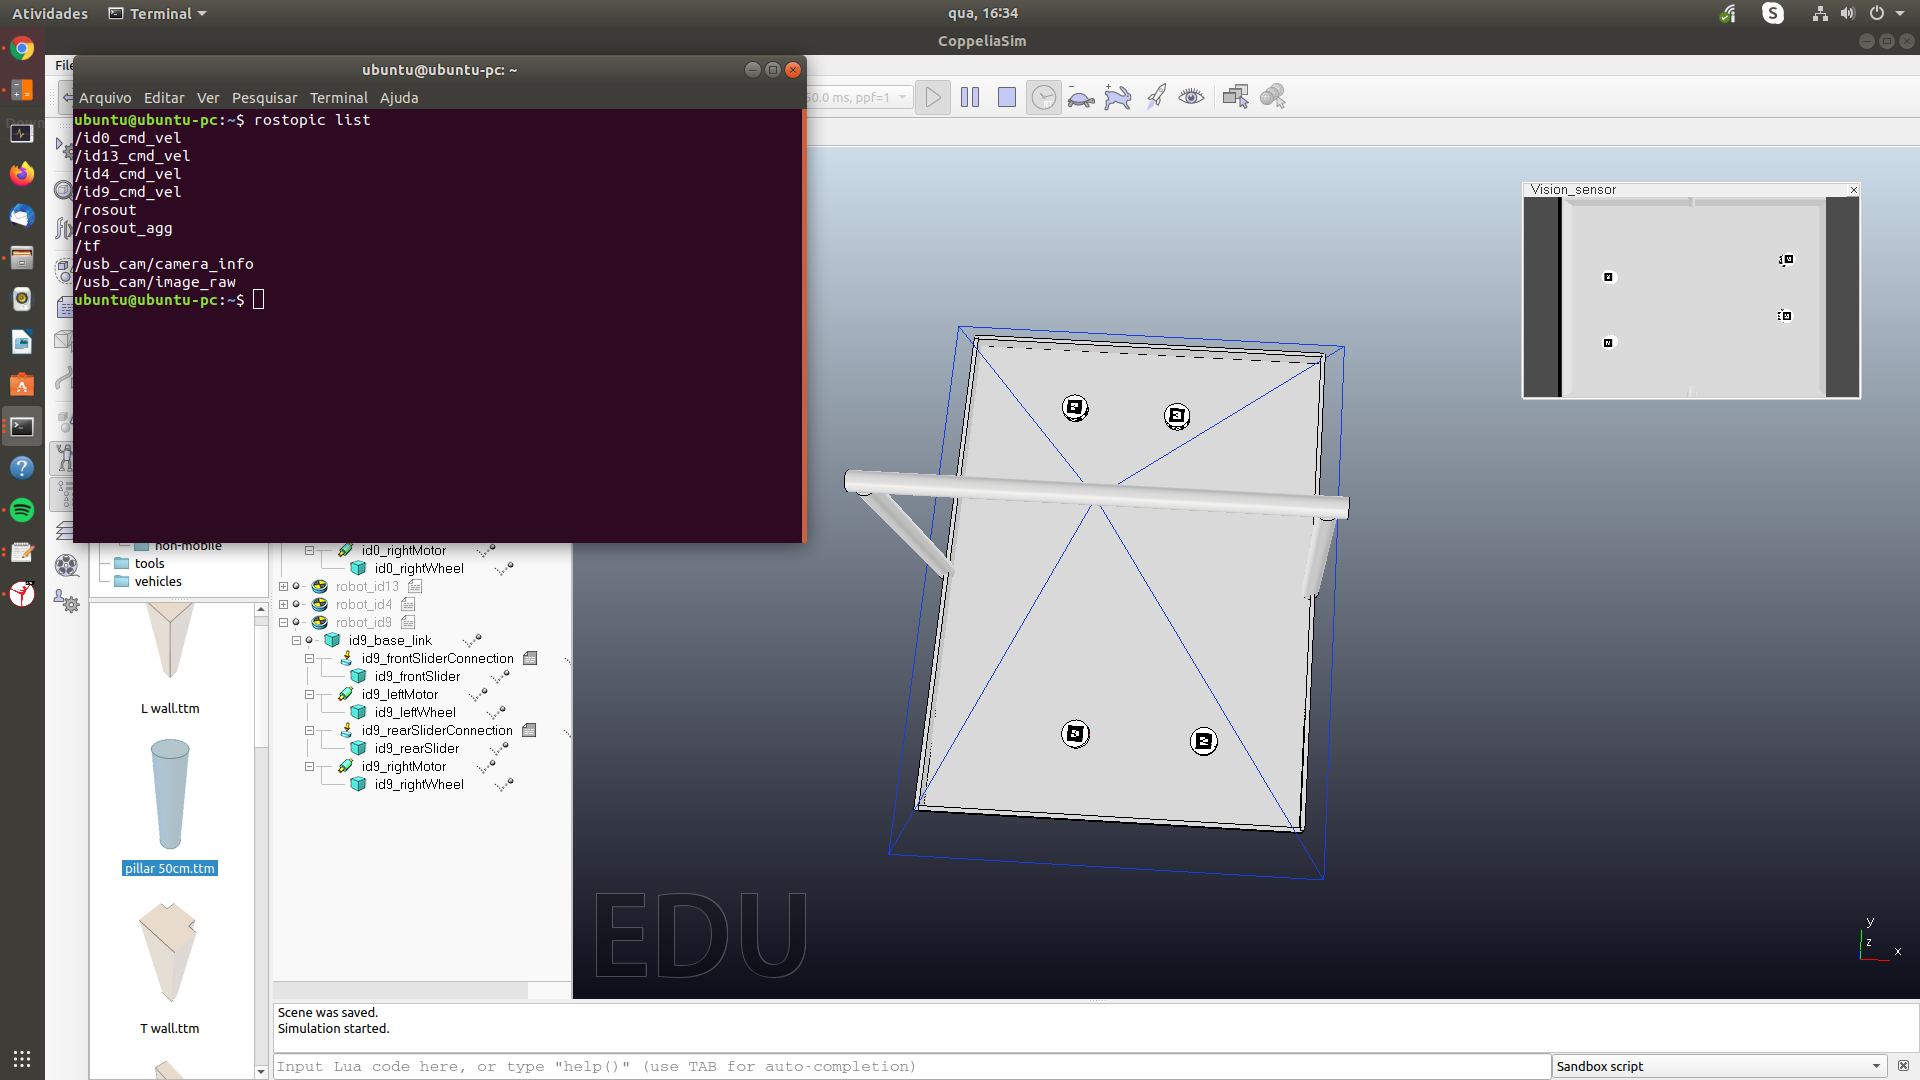 Atividades
Terminal
qua, 16:34
CoppeliaSim
File
ubuntu@ubuntu-pc: ~
Arquivo Editar Ver Pesquisar Terminal Ajuda
50.0 ms, ppf=1
ubuntu@ubuntu-pc:~$ rostopic list
/id0_cmd_vel
/id13_cmd_vel
/id4_cmd_vel
/id9_cmd_vel
/rosout
/rosout_agg
/tf
/usb_cam/camera_info
/usb_cam/image_raw
ubuntu@ubuntu-pc:~$
Vision_sensor
non-mobile
tools
vehicles
L wall.ttm
pillar 50cm.ttm
T wall.ttm
id0_rightMotor
id0_rightWheel
robot_id13
robot_id4
robot_id9
id9_base_link
id9_frontSliderConnection
id9_frontSlider
id9_leftMotor
id9_leftWheel
id9_rearSliderConnection
id9_rearSlider
id9_rightMotor
id9_rightWheel
EDU
y
z
x
Scene was saved.
Simulation started.
Input Lua code here, or type "help()" (use TAB for auto-completion)
Sandbox script